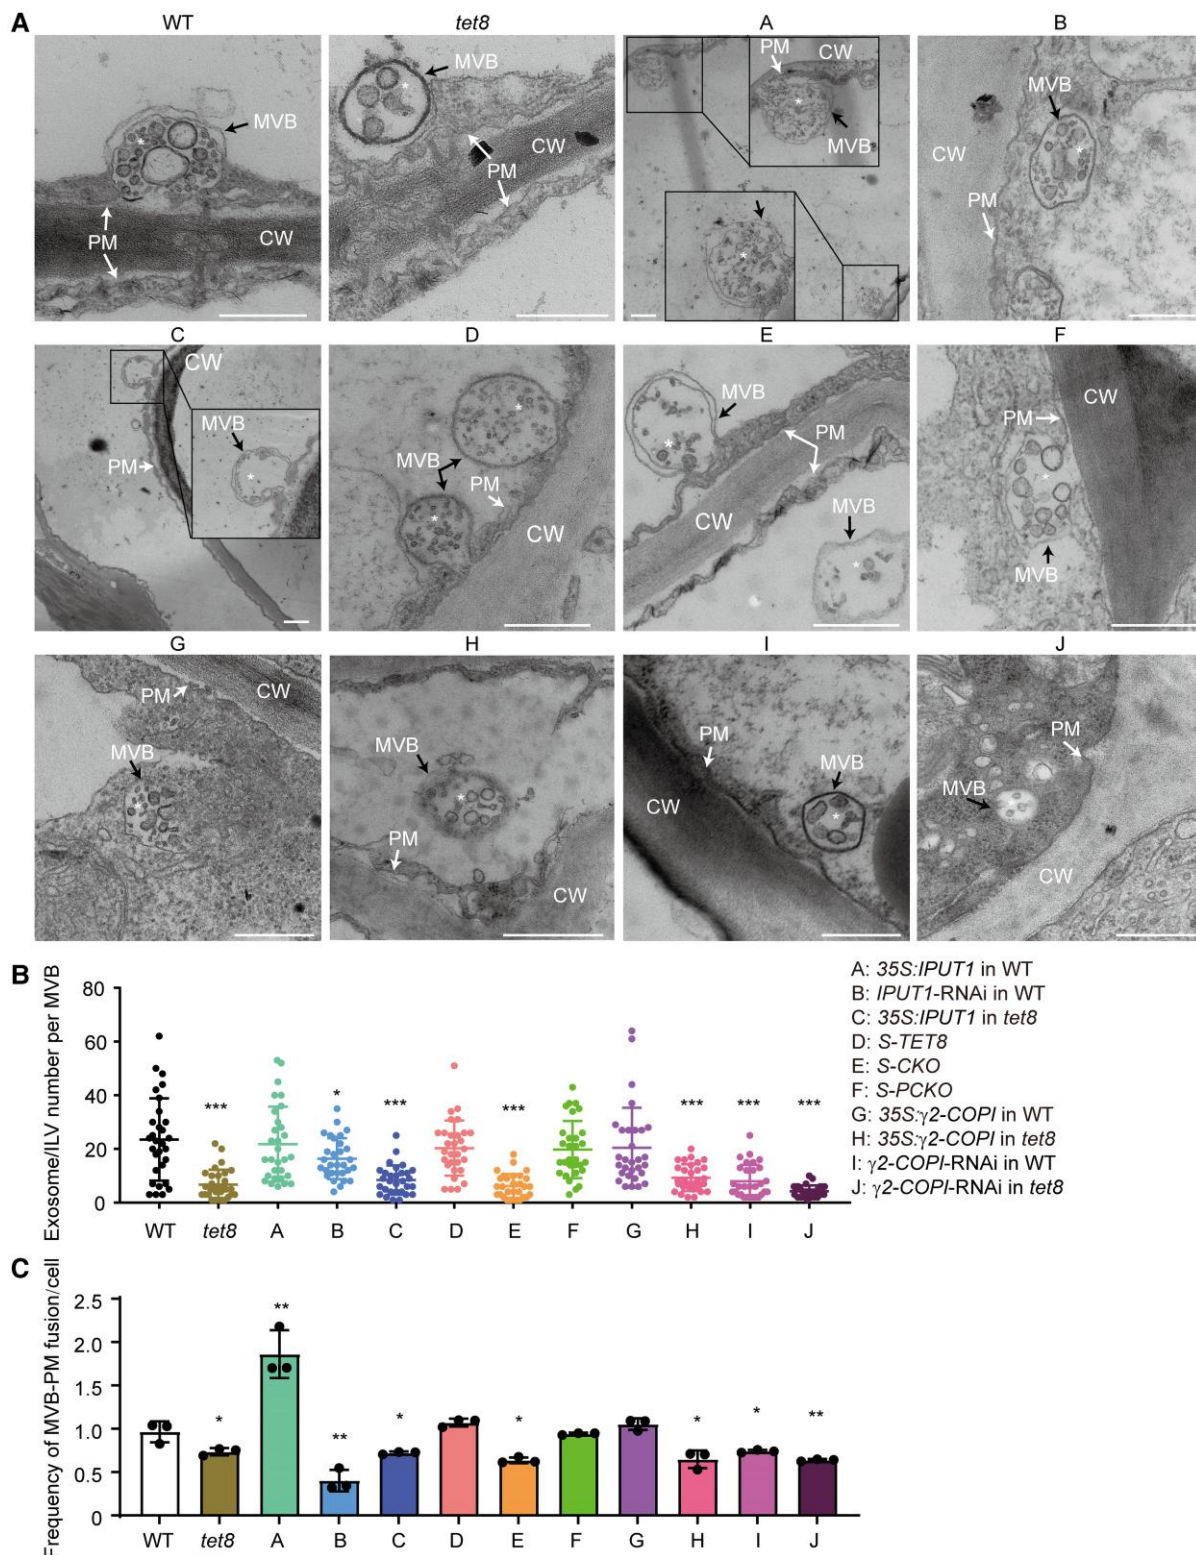 A
WT
tet8
A
B
MVB
PM
CW
MVB
PM
CW
PM
CW
MVB
MVB
CW
PM
C
D
E
F
CW
MVB
PM
MVB
PM
CW
MVB
PM
CW
MVB
PM
CW
MVB
G
H
I
J
PM
CW
MVB
MVB
PM
CW
PM
MVB
CW
PM
MVB
CW
B
Exosome/ILV number per MVB
80
60
40
20
0
*** * *** *** *** *** ***
WT tet8 A B C D E F G H I J
A: 35S:IPUT1 in WT
B: IPUT1-RNAi in WT
C: 35S:IPUT1 in tet8
D: S-TET8
E: S-CKO
F: S-PCKO
G: 35S:γ2-COPI in WT
H: 35S:γ2-COPI in tet8
I: γ2-COPI-RNAi in WT
J: γ2-COPI-RNAi in tet8
C
Frequency of MVB-PM fusion/cell
2.5
2.0
1.5
1.0
0.5
0
* ** ** * * * * **
WT tet8 A B C D E F G H I J